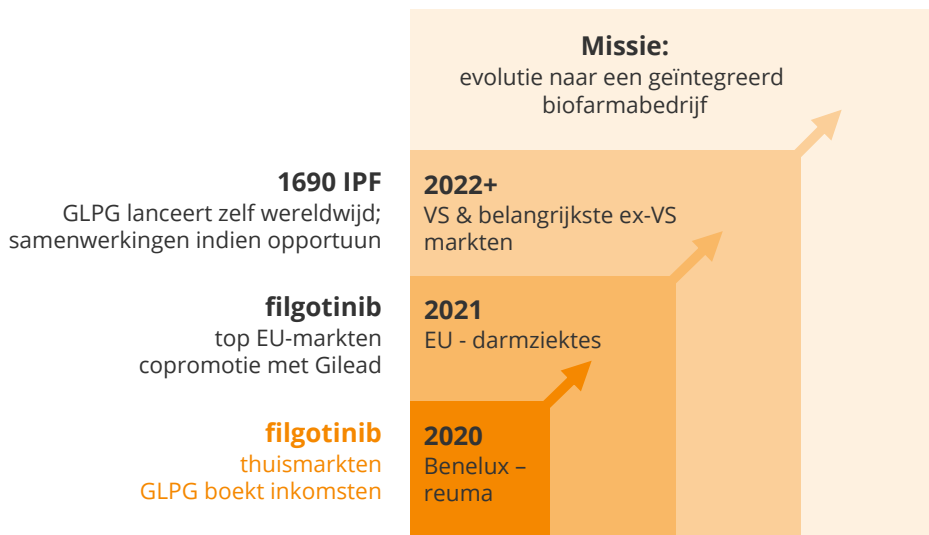 Missie:
evolutie naar een geïntegreerd
biofarmabedrijf
1690 IPF
GLPG lanceert zelf wereldwijd;
samenwerkingen indien opportuun
2022+
VS & belangrijkste ex-VS
markten
filgotinib
top EU-markten
copromotie met Gilead
2021
EU - darmziektes
filgotinib
thuismarkten
GLPG boekt inkomsten
2020
Benelux –
reuma